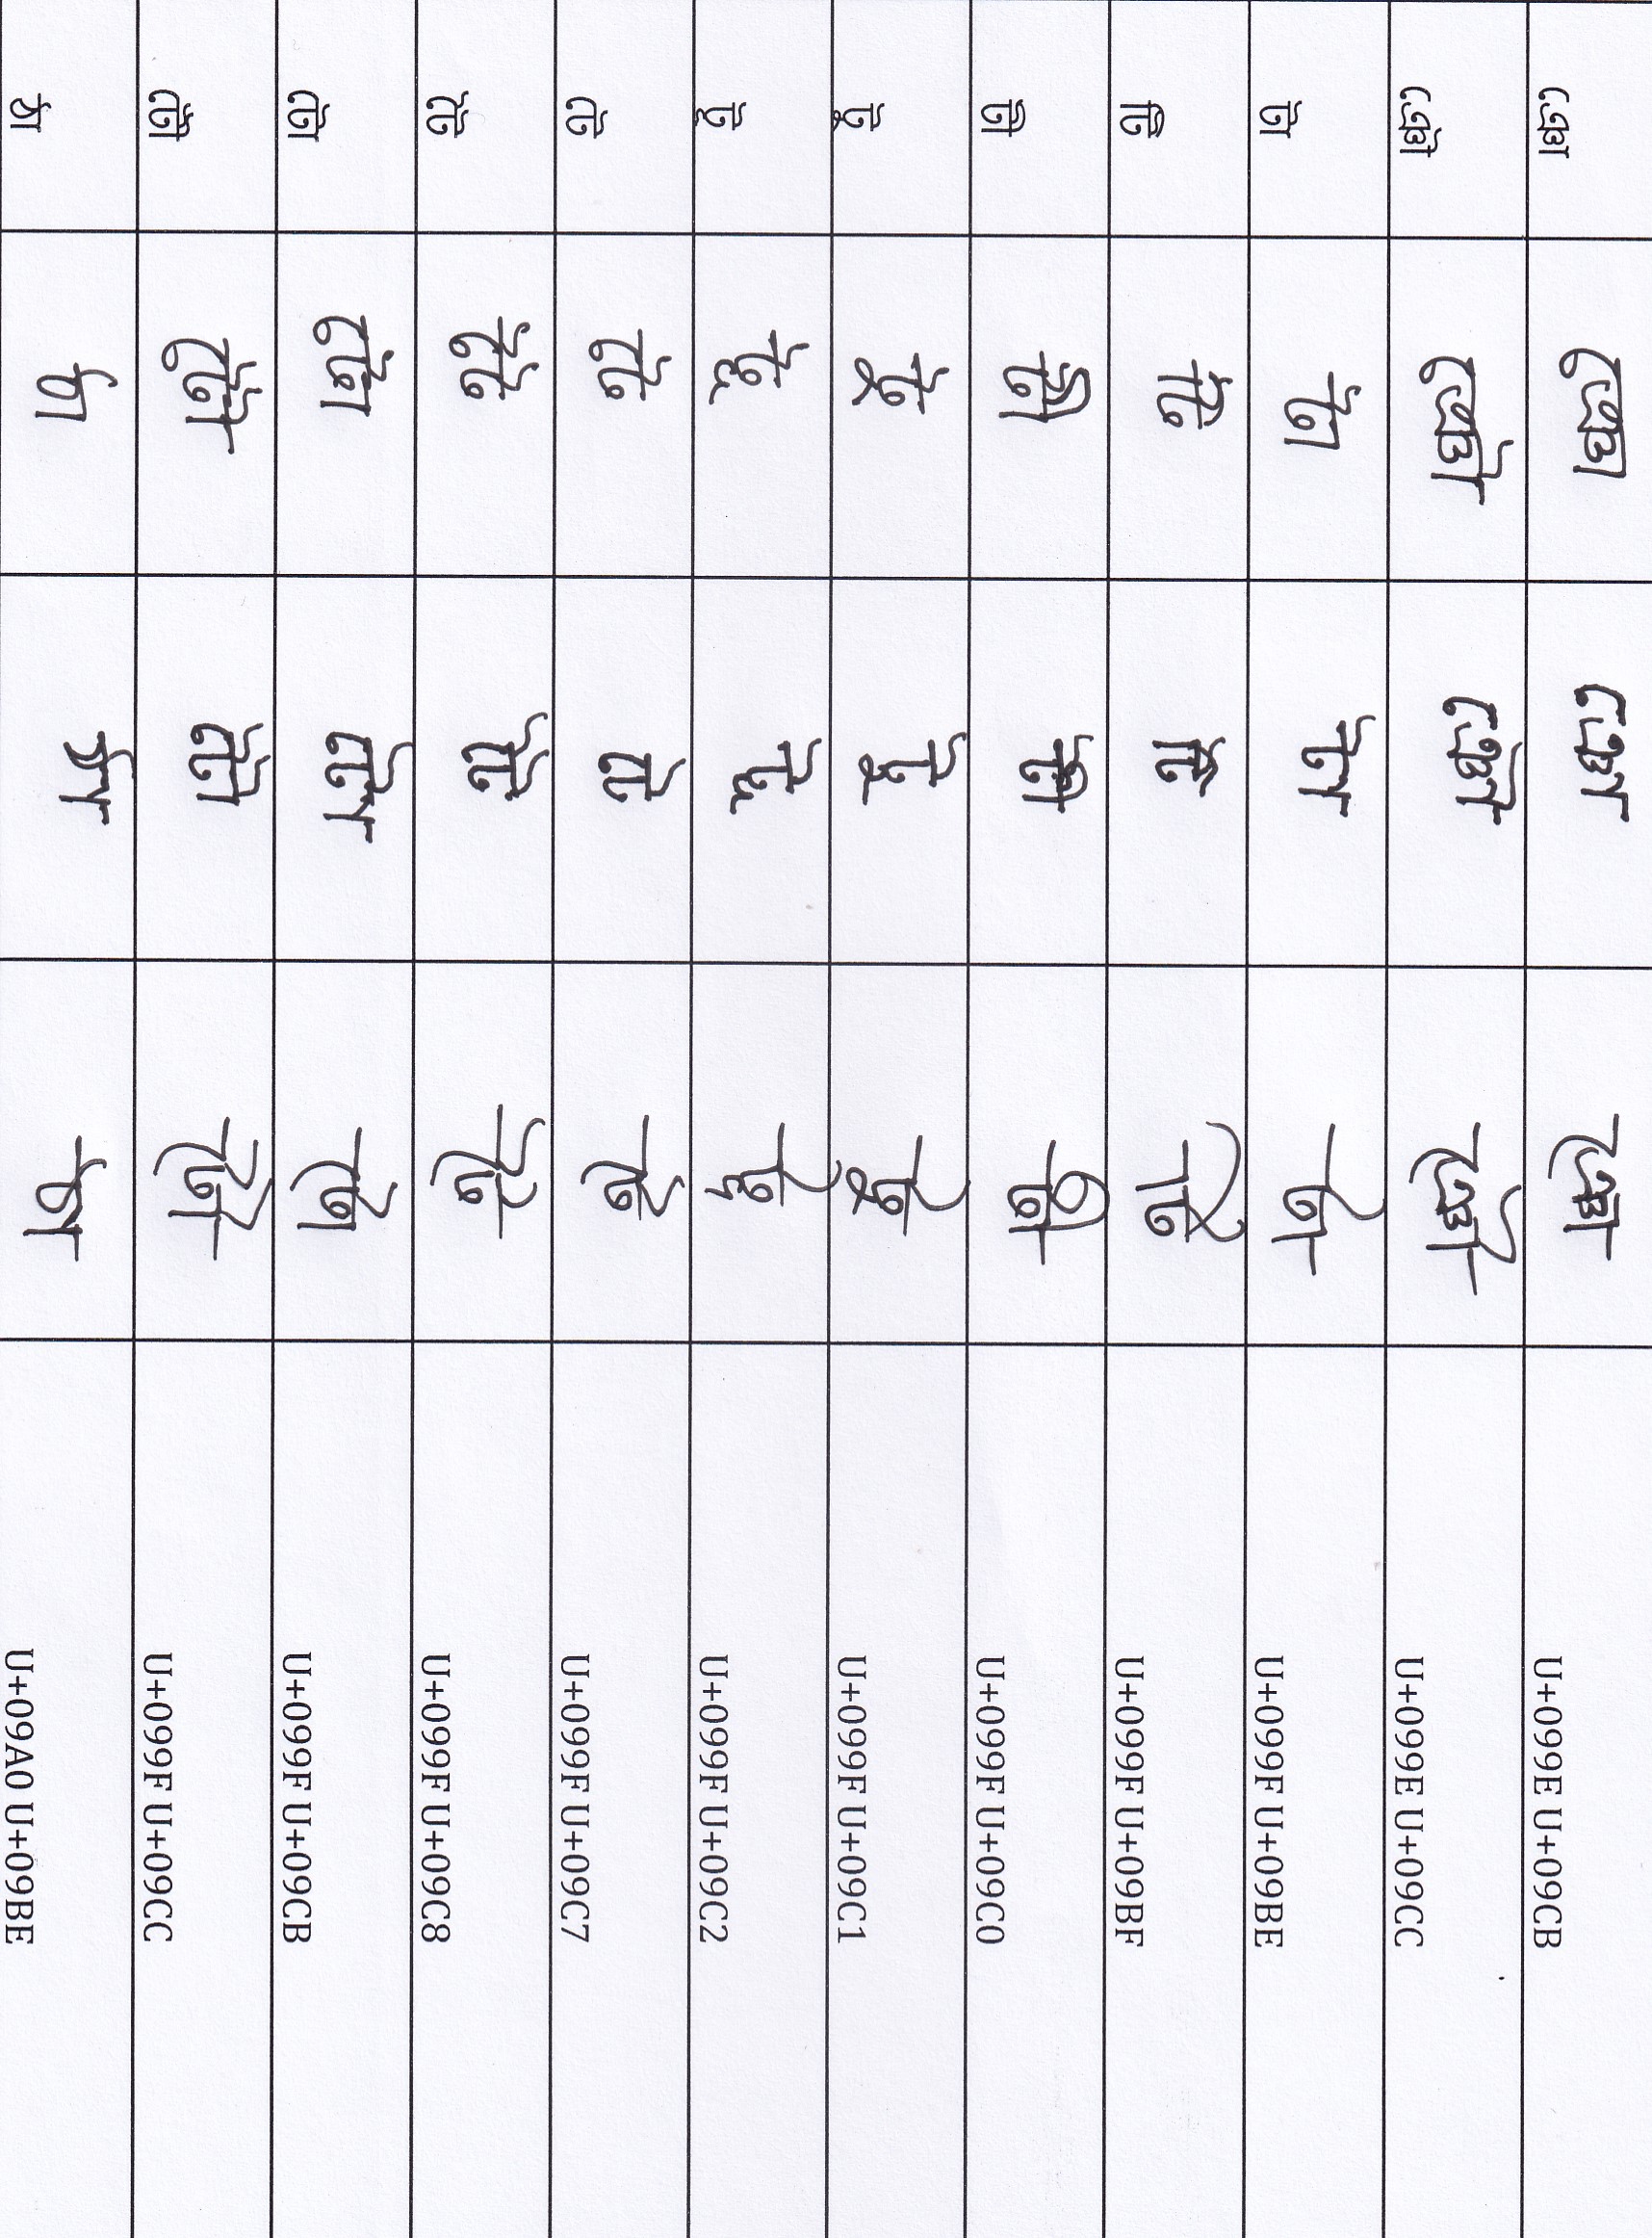 ঞো ঞো ঞো ঞো U+099E U+09CB
ঞৌ ঞৌ ঞৌ ঞৌ U+099E U+09CC
টা টা টা টা U+099F U+09BE
টি টি টি টি U+099F U+09BF
টী টী টী টী U+099F U+09C0
টু টু টু টু U+099F U+09C1
টূ টূ টূ টূ U+099F U+09C2
টে টে টে টে U+099F U+09C7
টৈ টৈ টৈ টৈ U+099F U+09C8
টো টো টো টো U+099F U+09CB
টৌ টৌ টৌ টৌ U+099F U+09CC
ঠা ঠা ঠা ঠা U+09A0 U+09BE